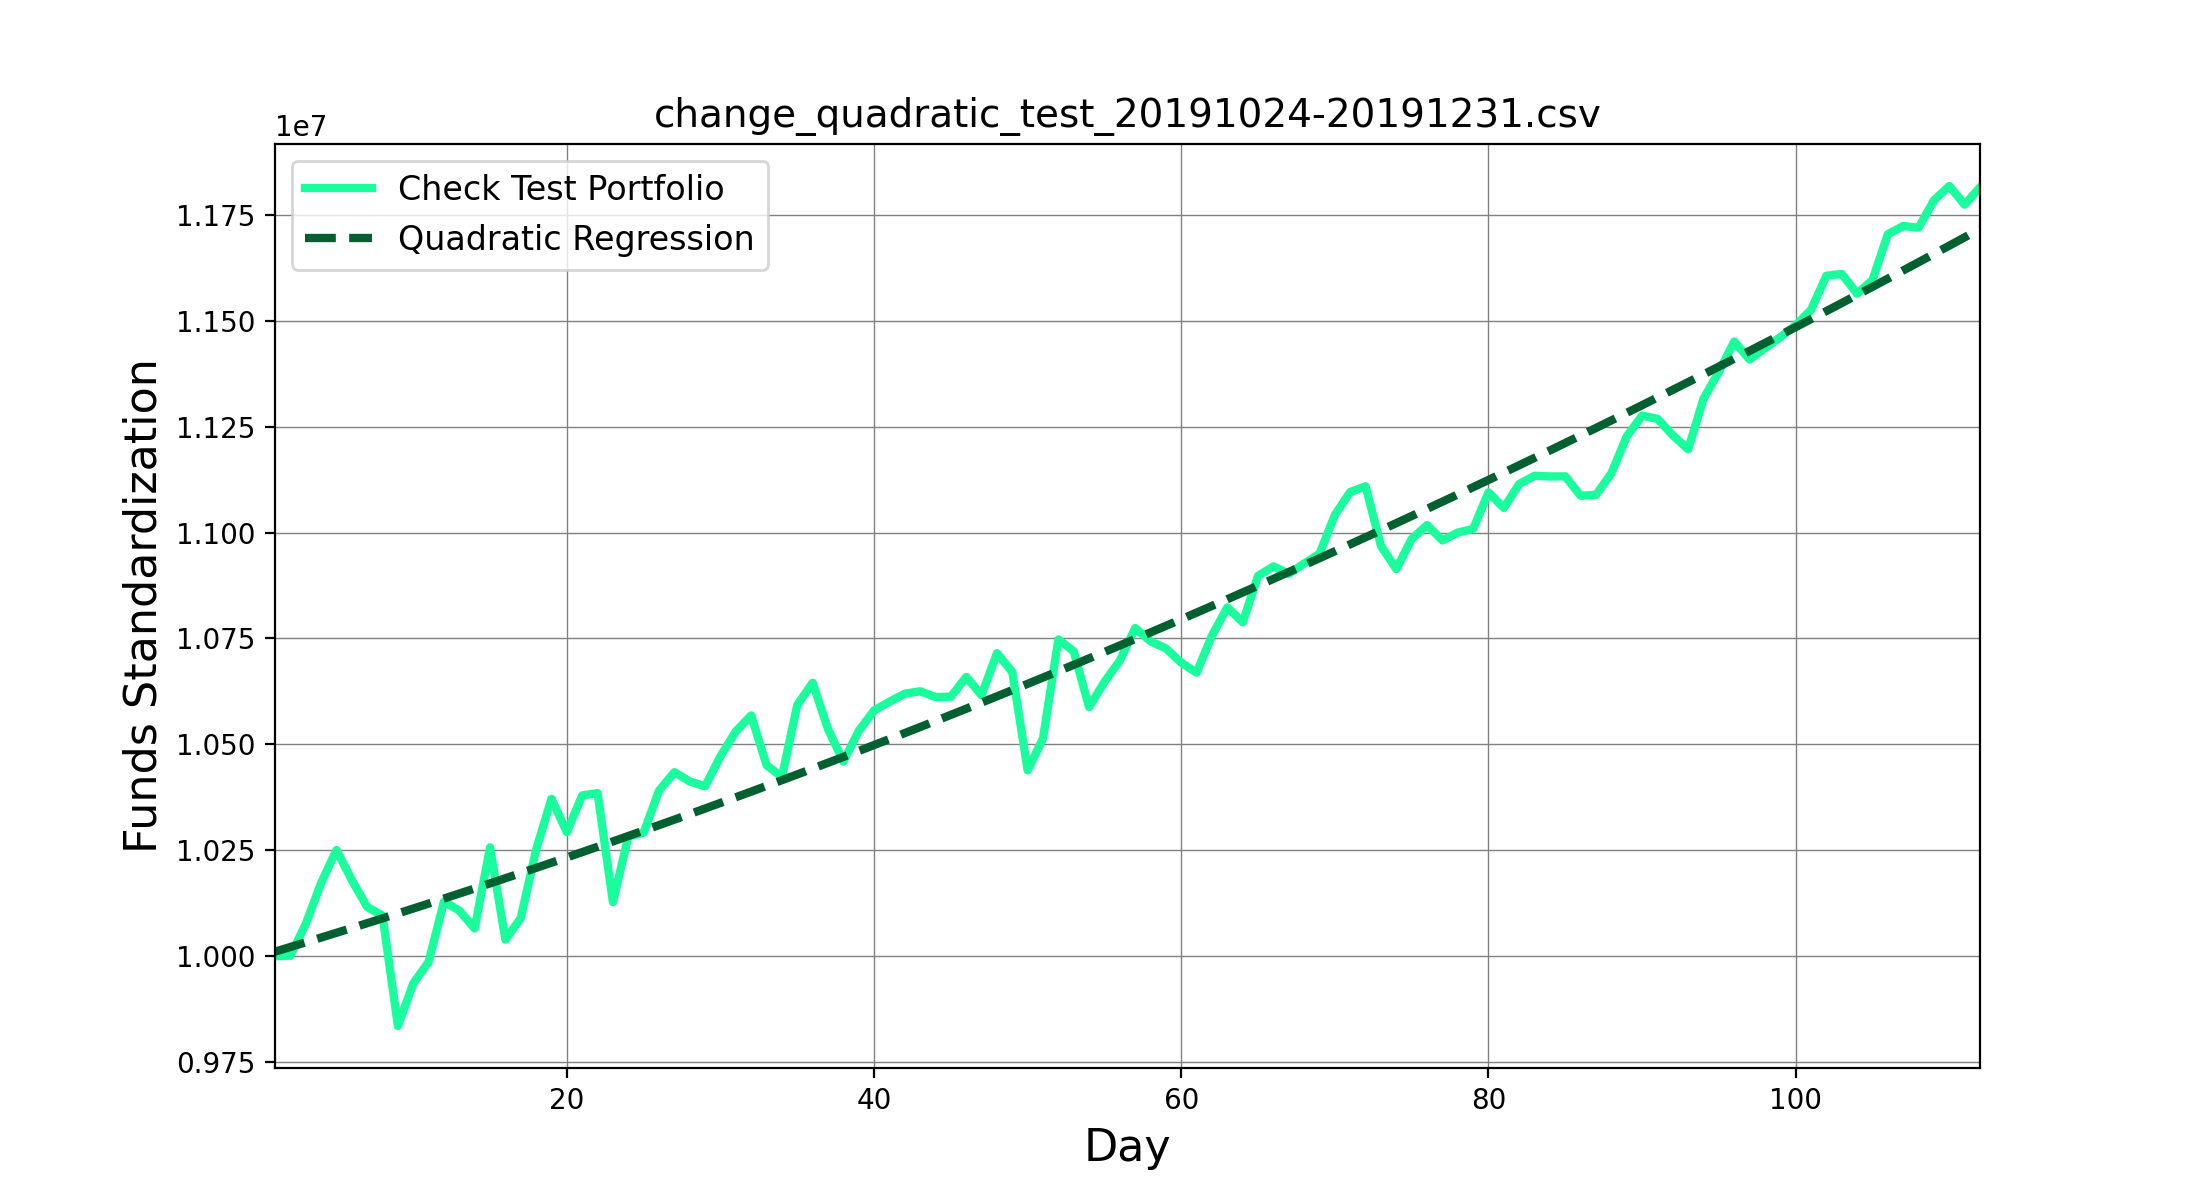 change_quadratic_test_20191024-20191231.csv
1e7
Check Test Portfolio
Quadratic Regression
Funds Standardization
1.175
1.150
1.125
1.100
1.075
1.050
1.025
1.000
0.975
20 40 60 80 100
Day